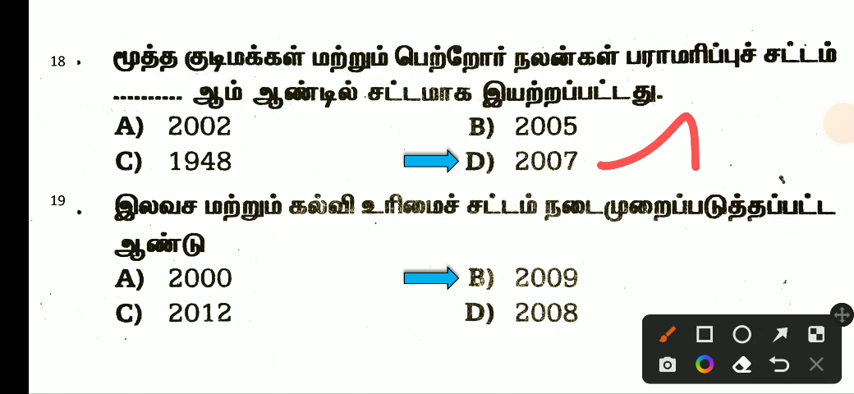 18 . மூத்த குடிமக்கள் மற்றும் பெற்றோர் நலன்கள் பராமரிப்புச் சட்டம்
.......... ஆம் ஆண்டில் சட்டமாக இயற்றப்பட்டது.
A) 2002 B) 2005
C) 1948 D) 2007
19 . இலவச மற்றும் கல்வி உரிமைச் சட்டம் நடைமுறைப்படுத்தப்பட்ட
ஆண்டு
A) 2000 B) 2009
C) 2012 D) 2008